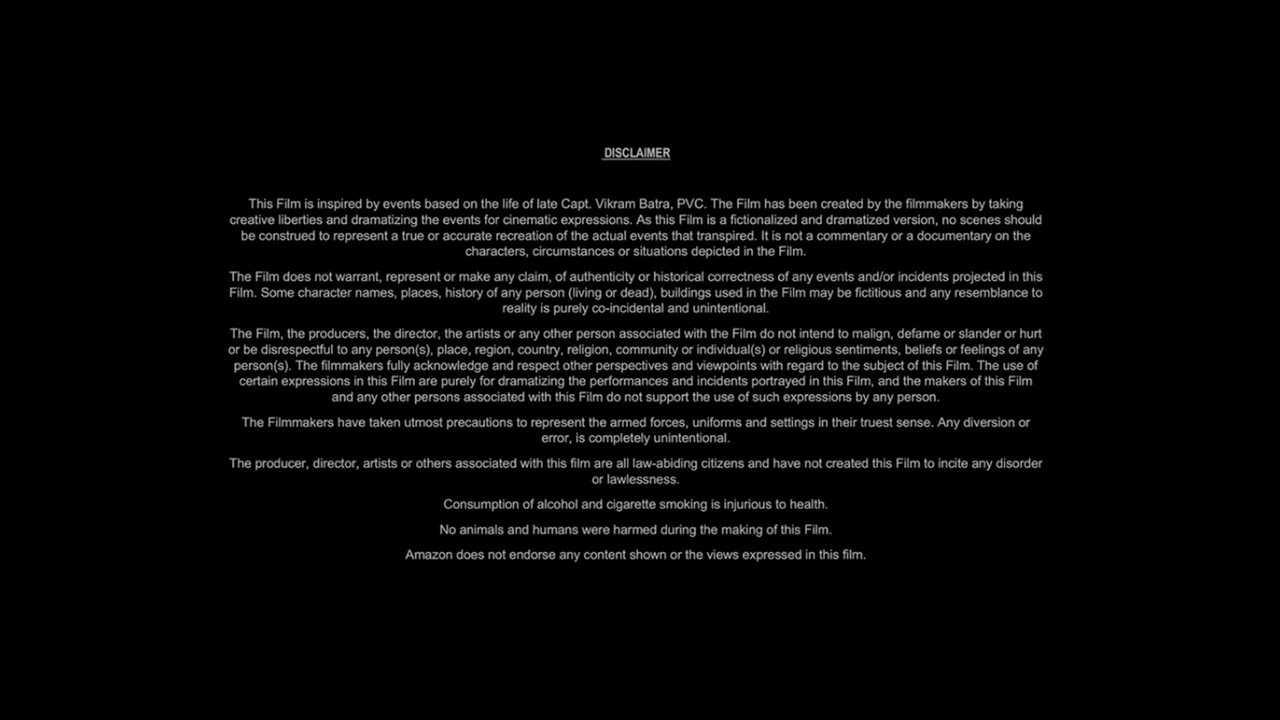 DISCLAIMER
This Film is inspired by events based on the life of late Capt. Vikram Batra, PVC. The Film has been created by the filmmakers by taking
creative liberties and dramatizing the events for cinematic expressions. As this Film is a fictionalized and dramatized version, no scenes should
be construed to represent a true or accurate recreation of the actual events that transpired. It is not a commentary or a documentary on the
characters, circumstances or situations depicted in the Film.
The Film does not warrant, represent or make any claim, of authenticity or historical correctness of any events and/or incidents projected in this
Film. Some character names, places, history of any person (living or dead), buildings used in the Film may be fictitious and any resemblance to
reality is purely co-incidental and unintentional.
The Film, the producers, the director, the artists or any other person associated with the Film do not intend to malign, defame or slander or hurt
or be disrespectful to any person(s), place, region, country, religion, community or individual(s) or religious sentiments, beliefs or feelings of any
person(s). The filmmakers fully acknowledge and respect other perspectives and viewpoints with regard to the subject of this Film. The use of
certain expressions in this Film are purely for dramatizing the performances and incidents portrayed in this Film, and the makers of this Film
and any other persons associated with this Film do not support the use of such expressions by any person.
The Filmmakers have taken utmost precautions to represent the armed forces, uniforms and settings in their truest sense. Any diversion or
error, is completely unintentional.
The producer, director, artists or others associated with this film are all law-abiding citizens and have not created this Film to incite any disorder
or lawlessness.
Consumption of alcohol and cigarette smoking is injurious to health.
No animals and humans were harmed during the making of this Film.
Amazon does not endorse any content shown or the views expressed in this film.